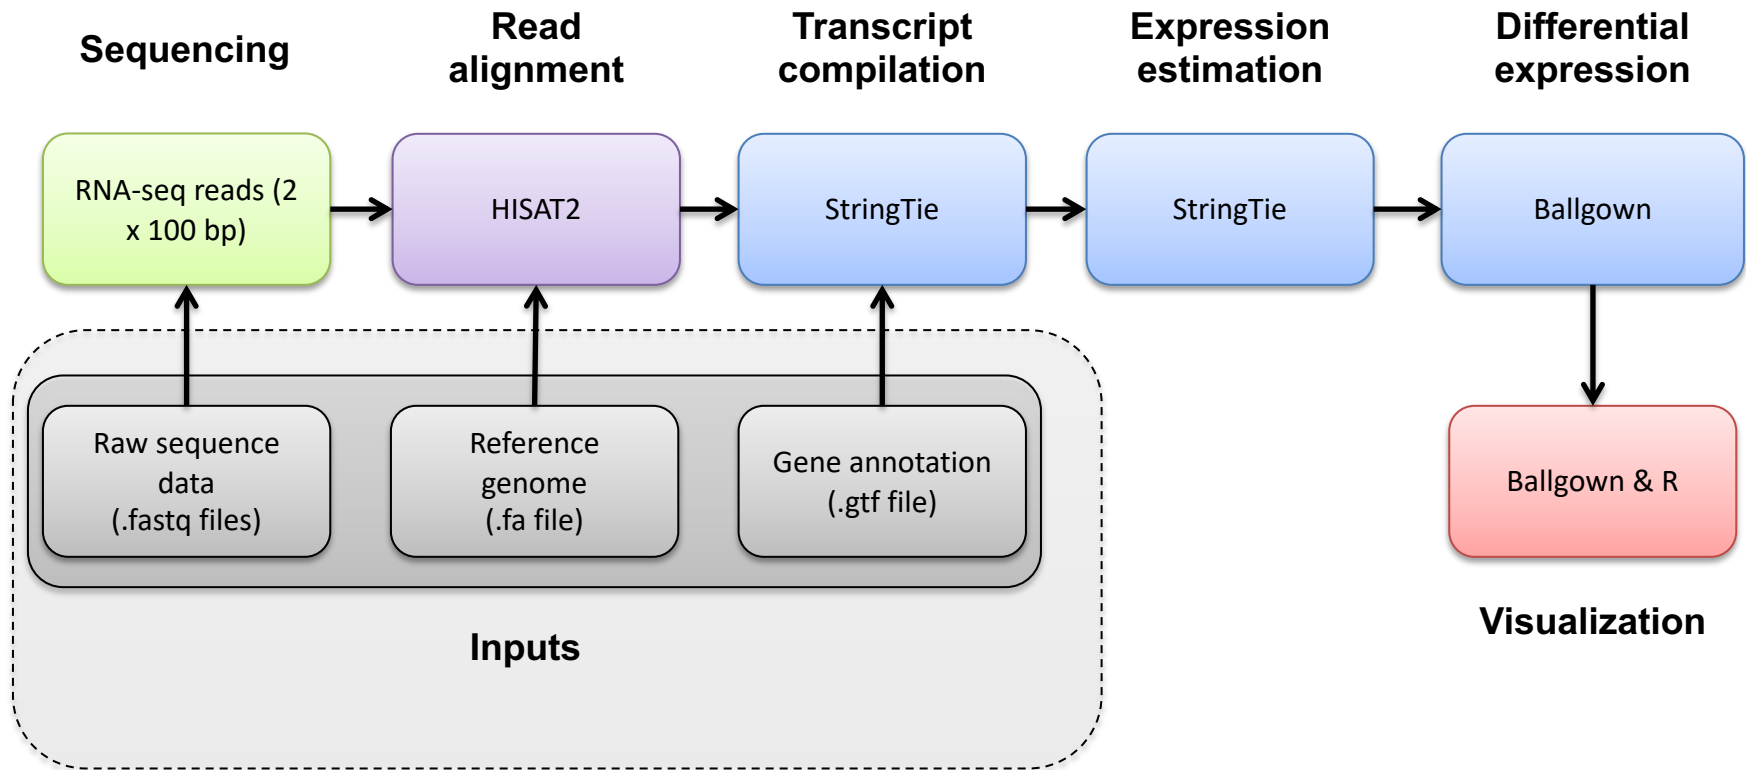 Sequencing
Read
alignment
Transcript
compilation
Expression
estimation
Differential
expression
RNA-seq reads (2
x 100 bp)
HISAT2
StringTie
StringTie
Ballgown
Raw sequence
data
(.fastq files)
Reference
genome
(.fa file)
Gene annotation
(.gtf file)
Ballgown & R
Inputs
Visualization